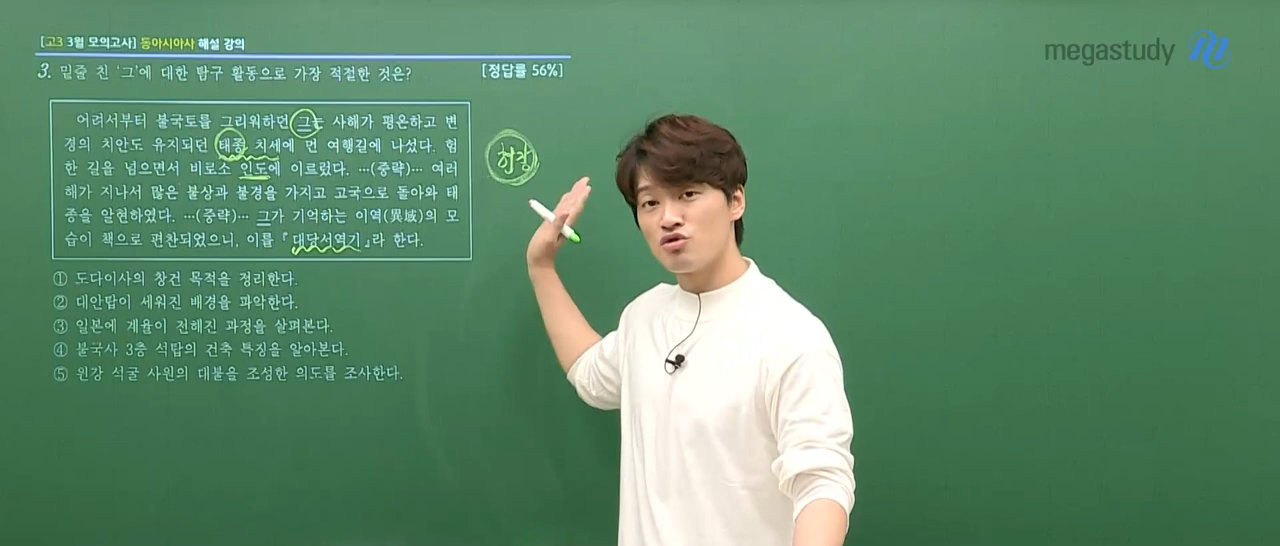 [고3 3월 모의고사] 동아시아사 해설 강의
megastudy
3. 밑줄 친 '그'에 대한 탐구 활동으로 가장 적절한 것은?
[정답률 56%]
어려서부터 불국토를 그리워하던 그는 사해가 평온하고 변
경의 치안도 유지되던 태종 치세에 먼 여행길에 나섰다. 험
한 길을 넘으면서 비로소 인도에 이르렀다. …(중략)… 여러
해가 지나서 많은 불상과 불경을 가지고 고국으로 돌아와 태
종을 알현하였다. …(중략)… 그가 기억하는 이역(異域)의 모
습이 책으로 편찬되었으니, 이를 『대당서역기』라 한다.
현장
① 도다이사의 창건 목적을 정리한다.
② 대안탑이 세워진 배경을 파악한다.
③ 일본에 계율이 전해진 과정을 살펴본다.
④ 불국사 3층 석탑의 건축 특징을 알아본다.
⑤ 윈강 석굴 사원의 대불을 조성한 의도를 조사한다.